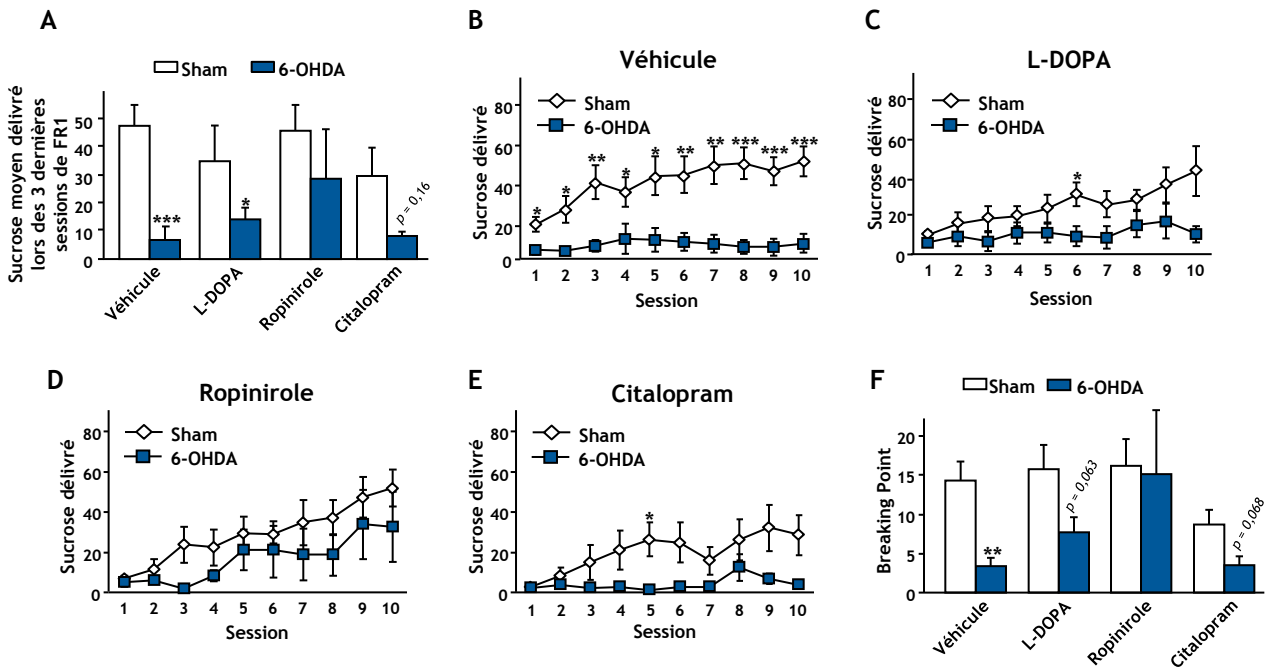 A
Sham
6-OHDA
Sucrose moyen délivré
lors des 3 dernières
sessions de FR1
50
40
30
20
10
0
***
*
p = 0,16
Véhicule
L-DOPA
Ropinirole
Citalopram
B
Véhicule
Sucrose délivré
80
60
40
20
0
Sham
6-OHDA
*
*
**
*
*
**
**
***
***
***
1 2 3 4 5 6 7 8 9 10
Session
C
L-DOPA
Sucrose délivré
80
60
40
20
0
Sham
6-OHDA
*
1 2 3 4 5 6 7 8 9 10
Session
D
Ropinirole
Sucrose délivré
80
60
40
20
0
Sham
6-OHDA
1 2 3 4 5 6 7 8 9 10
Session
E
Citalopram
Sucrose délivré
80
60
40
20
0
Sham
6-OHDA
*
1 2 3 4 5 6 7 8 9 10
Session
F
Sham
6-OHDA
Breaking Point
20
15
10
5
0
**
p = 0,063
p = 0,068
Véhicule
L-DOPA
Ropinirole
Citalopram